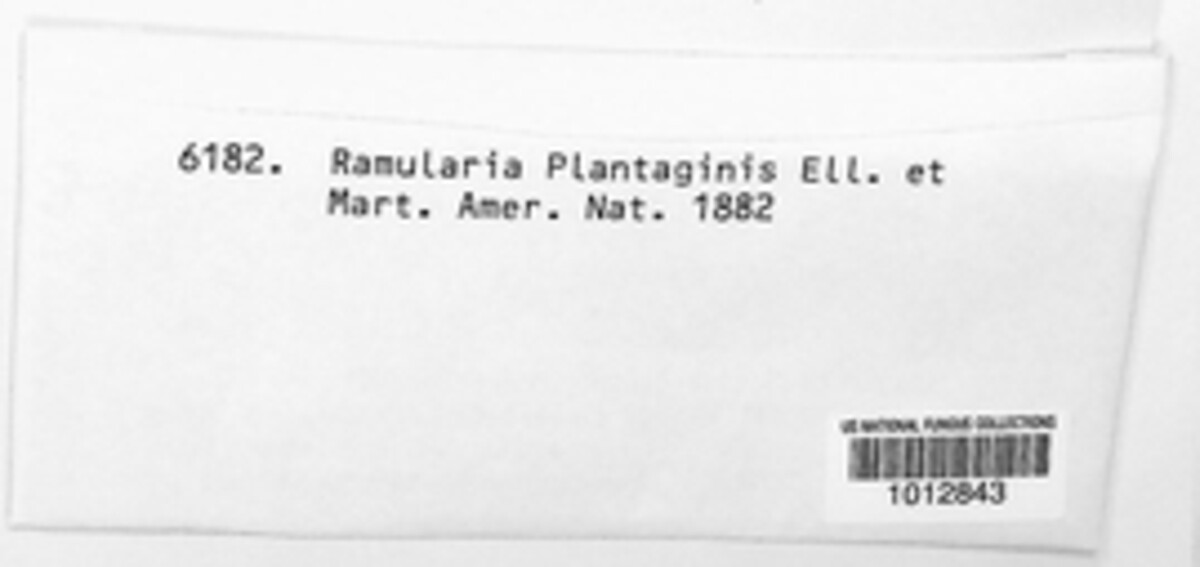 6182. Ramularia Plantaginis Ell. et
Mart. Amer. Nat. 1882
US NATIONAL FUNGUS COLLECTIONS
1012843